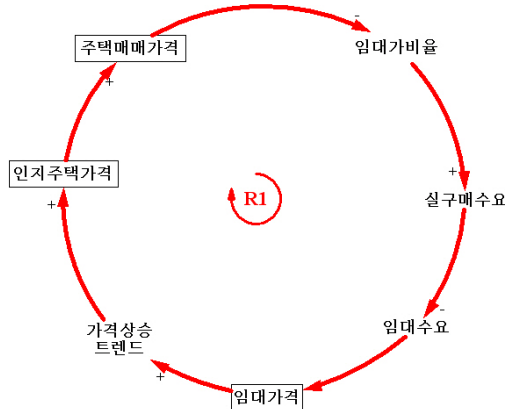 -
주택매매가격
임대가비율
+
인지주택가격
+
실구매수요
R1
+
-
가격상승
트렌드
임대수요
+
임대가격